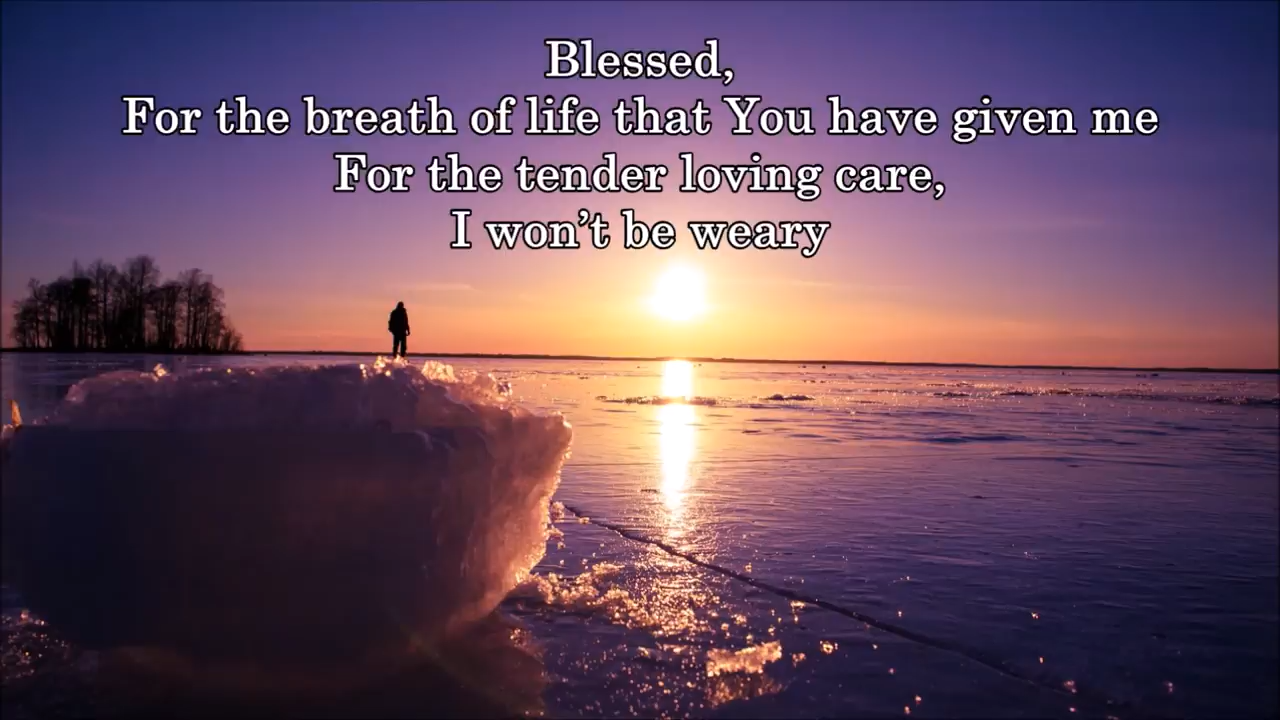 Blessed,
For the breath of life that You have given me
For the tender loving care,
I won’t be weary